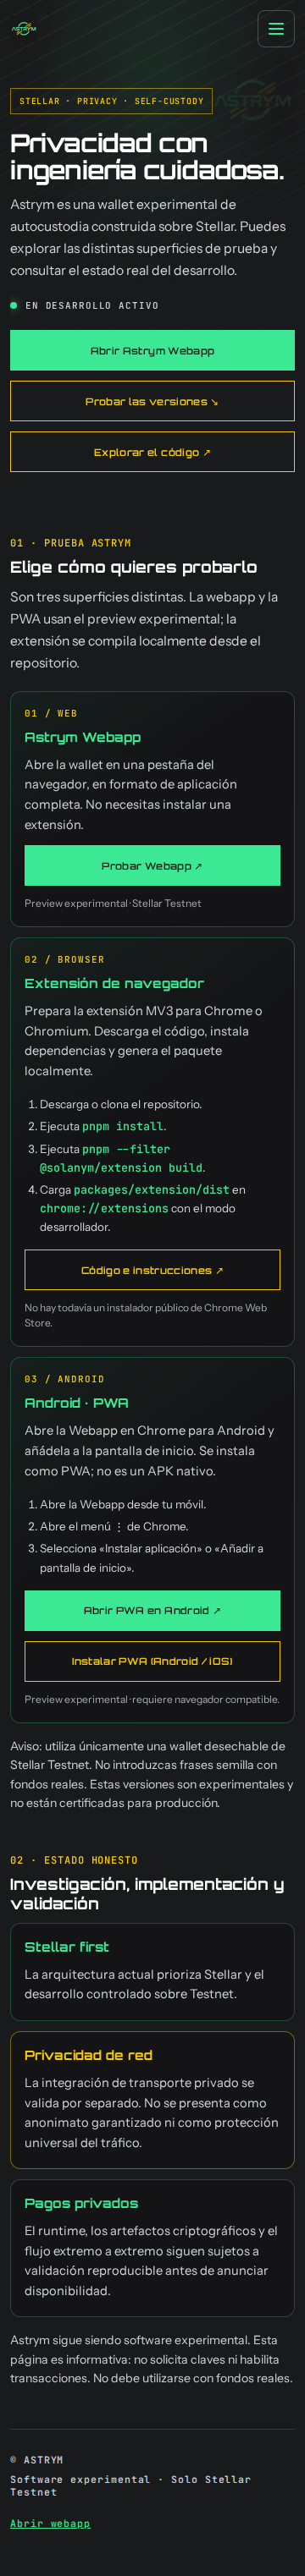 ASTRYM
STELLAR · PRIVACY · SELF-CUSTODY
ASTRYM
Privacidad con
ingeniería cuidadosa.
Astrym es una wallet experimental de
autocustodia construida sobre Stellar. Puedes
explorar las distintas superficies de prueba y
consultar el estado real del desarrollo.
EN DESARROLLO ACTIVO
Abrir Astrym Webapp
Probar las versiones ↘
Explorar el código ↗
01 · PRUEBA ASTRYM
Elige cómo quieres probarlo
Son tres superficies distintas. La webapp y la
PWA usan el preview experimental; la
extensión se compila localmente desde el
repositorio.
01 / WEB
Astrym Webapp
Abre la wallet en una pestaña del
navegador, en formato de aplicación
completa. No necesitas instalar una
extensión.
Probar Webapp ↗
Preview experimental · Stellar Testnet
02 / BROWSER
Extensión de navegador
Prepara la extensión MV3 para Chrome o
Chromium. Descarga el código, instala
dependencias y genera el paquete
localmente.
1. Descarga o clona el repositorio.
2. Ejecuta pnpm install.
3. Ejecuta pnpm --filter
@solanym/extension build.
4. Carga packages/extension/dist en
chrome://extensions con el modo
desarrollador.
Código e instrucciones ↗
No hay todavía un instalador público de Chrome Web
Store.
03 / ANDROID
Android · PWA
Abre la Webapp en Chrome para Android y
añádela a la pantalla de inicio. Se instala
como PWA; no es un APK nativo.
1. Abre la Webapp desde tu móvil.
2. Abre el menú ⋮ de Chrome.
3. Selecciona «Instalar aplicación» o «Añadir a
pantalla de inicio».
Abrir PWA en Android ↗
Instalar PWA (Android / iOS)
Preview experimental · requiere navegador compatible.
Aviso: utiliza únicamente una wallet desechable de
Stellar Testnet. No introduzcas frases semilla con
fondos reales. Estas versiones son experimentales y
no están certificadas para producción.
02 · ESTADO HONESTO
Investigación, implementación y
validación
Stellar first
La arquitectura actual prioriza Stellar y el
desarrollo controlado sobre Testnet.
Privacidad de red
La integración de transporte privado se
valida por separado. No se presenta como
anonimato garantizado ni como protección
universal del tráfico.
Pagos privados
El runtime, los artefactos criptográficos y el
flujo extremo a extremo siguen sujetos a
validación reproducible antes de anunciar
disponibilidad.
Astrym sigue siendo software experimental. Esta
página es informativa: no solicita claves ni habilita
transacciones. No debe utilizarse con fondos reales.
© ASTRYM
Software experimental · Solo Stellar
Testnet
Abrir webapp